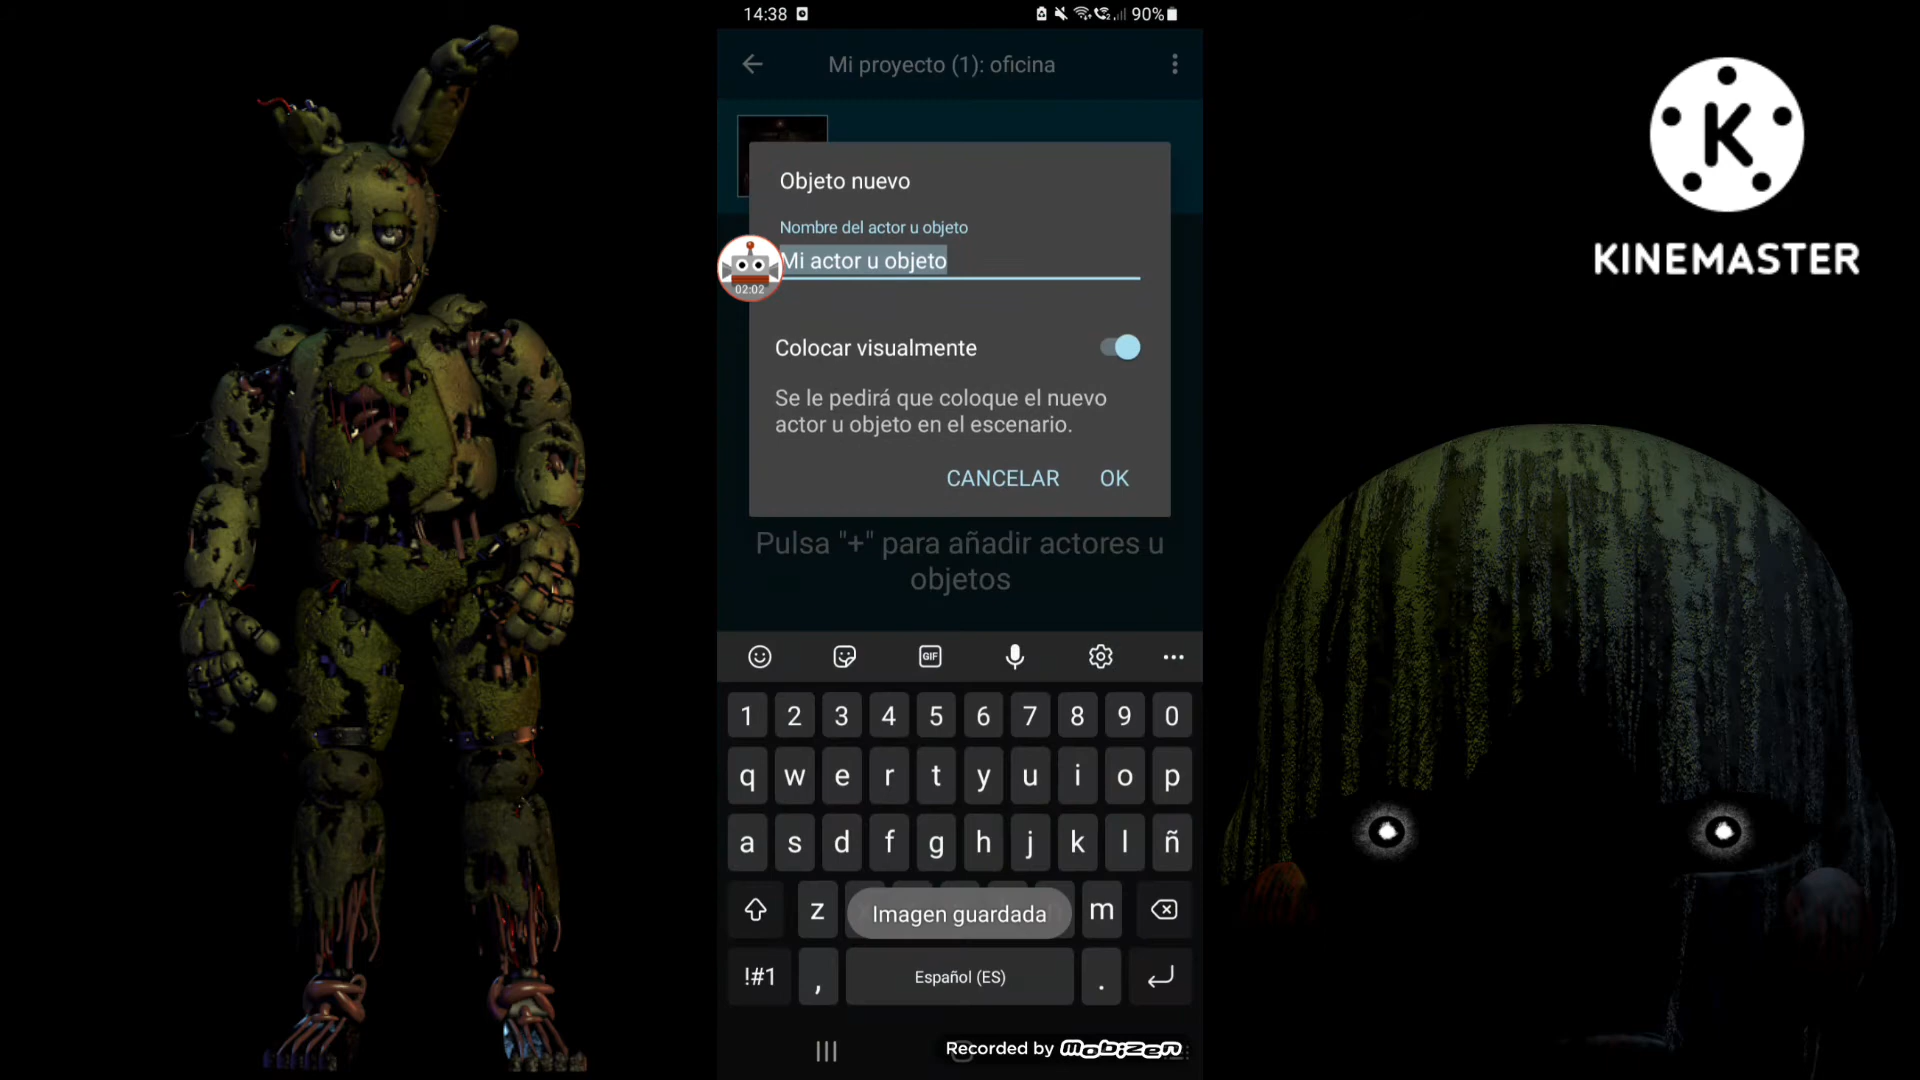 14:38
90%
Mi proyecto (1): oficina
Objeto nuevo
Nombre del actor u objeto
Mi actor u objeto
02:02
Colocar visualmente
Se le pedirá que coloque el nuevo
actor u objeto en el escenario.
CANCELAR OK
Pulsa "+" para añadir actores u
objetos
GIF
1 2 3 4 5 6 7 8 9 0
q w e r t y u i o p
a s d f g h j k l ñ
z m
Imagen guardada
!#1 , Español (ES) .
Recorded by Mobizen
K
KINEMASTER